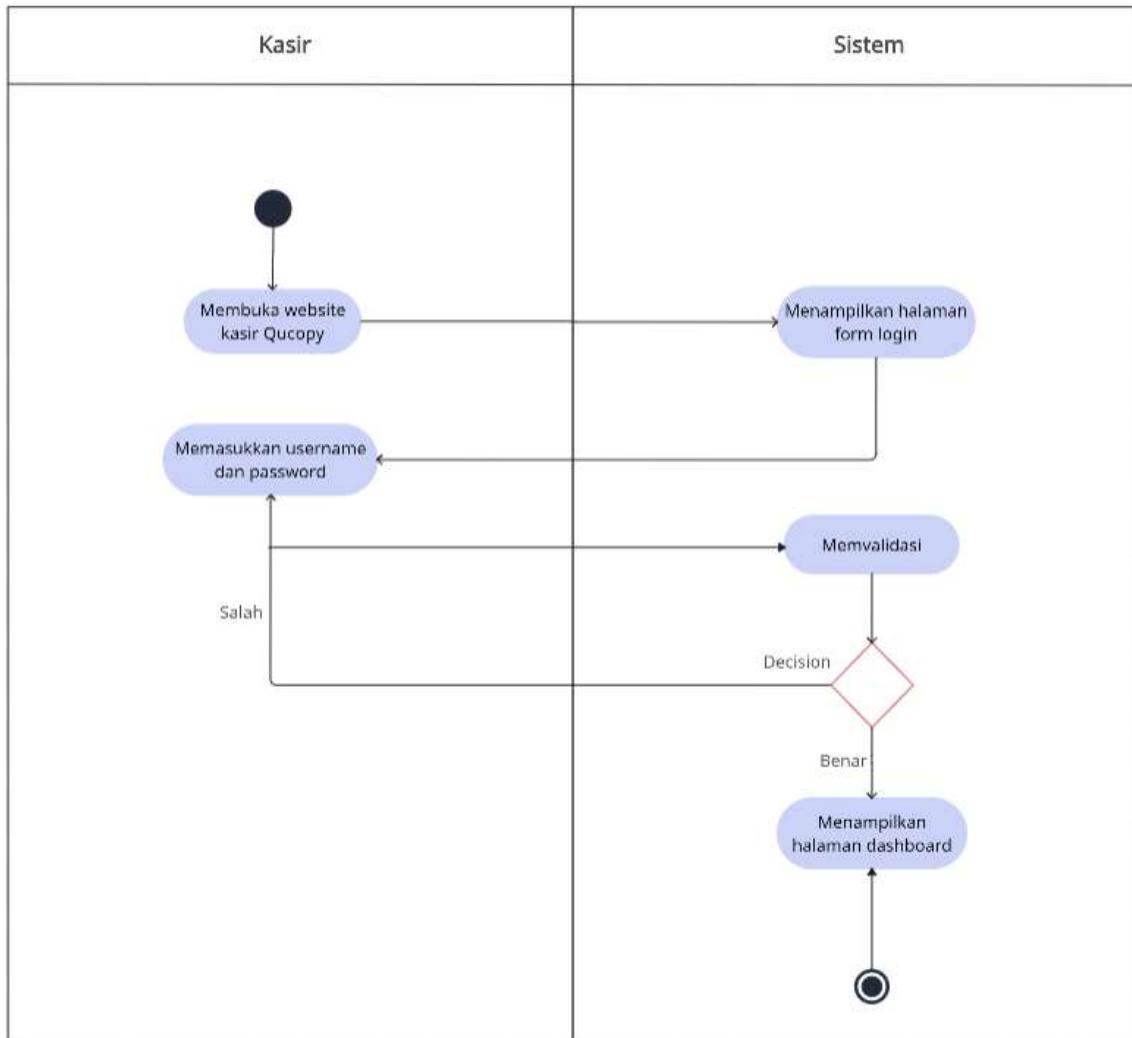 Kasir
Sistem
Membuka website
kasir Qucopy
Menampilkan halaman
form login
Memasukkan username
dan password
Memvalidasi
Salah
Decision
Benar
Menampilkan
halaman dashboard